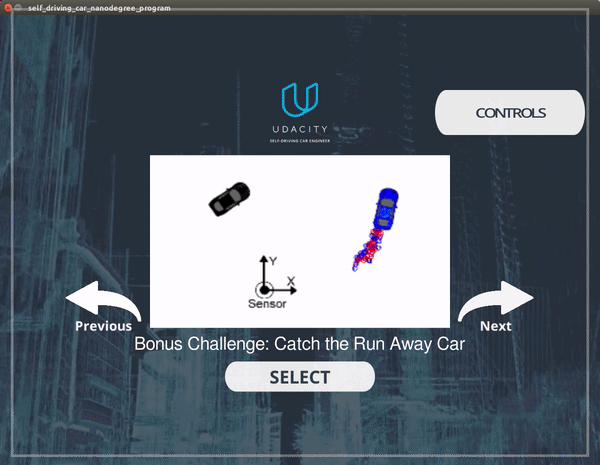 self_driving_car_nanodegree_program
UDACITY
SELF-DRIVING CAR ENGINEER
CONTROLS
Y
X
Sensor
Previous
Next
Bonus Challenge: Catch the Run Away Car
SELECT